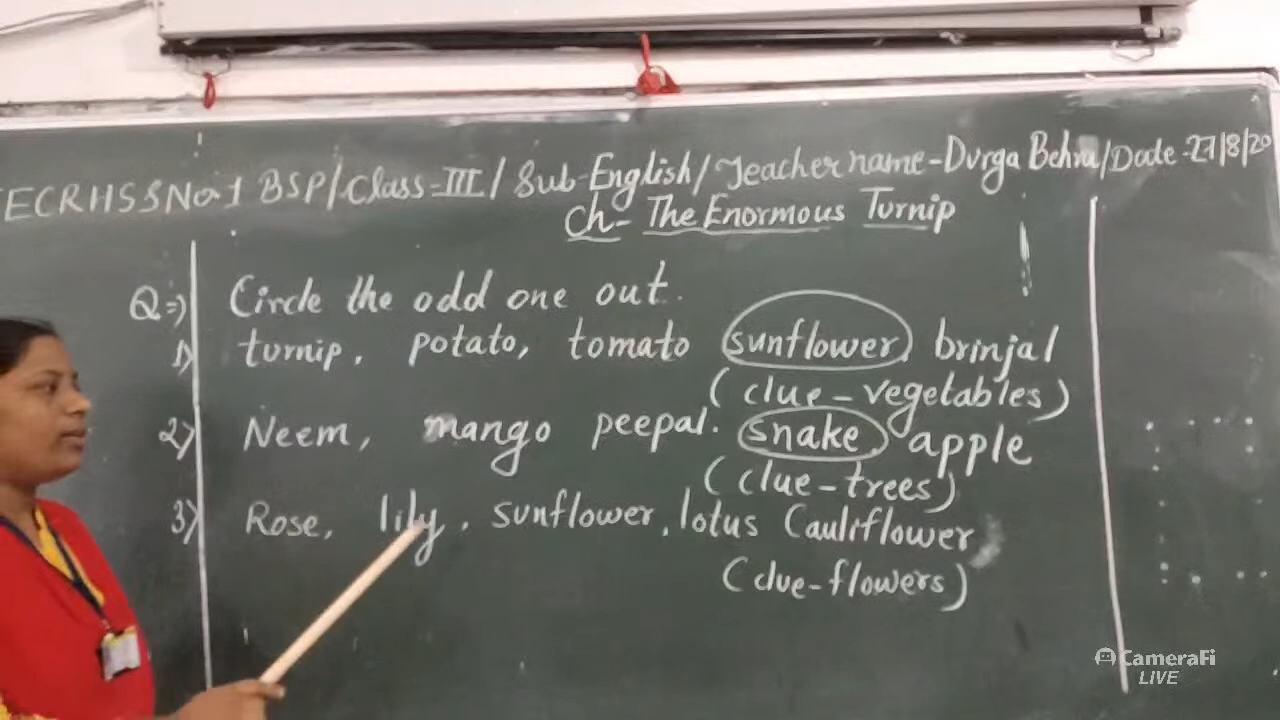 ECRHSSNo.1 BSP/Class-III/Sub-English/Teacher name-Durga Behra/Date-27/8/20
Ch- The Enormous Turnip
Q=>) Circle the odd one out.
1) turnip, potato, tomato sunflower, brinjal
(clue-vegetables)
2) Neem, mango peepal. snake, apple
(clue-trees)
3) Rose, lily, sunflower, lotus Cauliflower
(clue-flowers)
CameraFi
LIVE